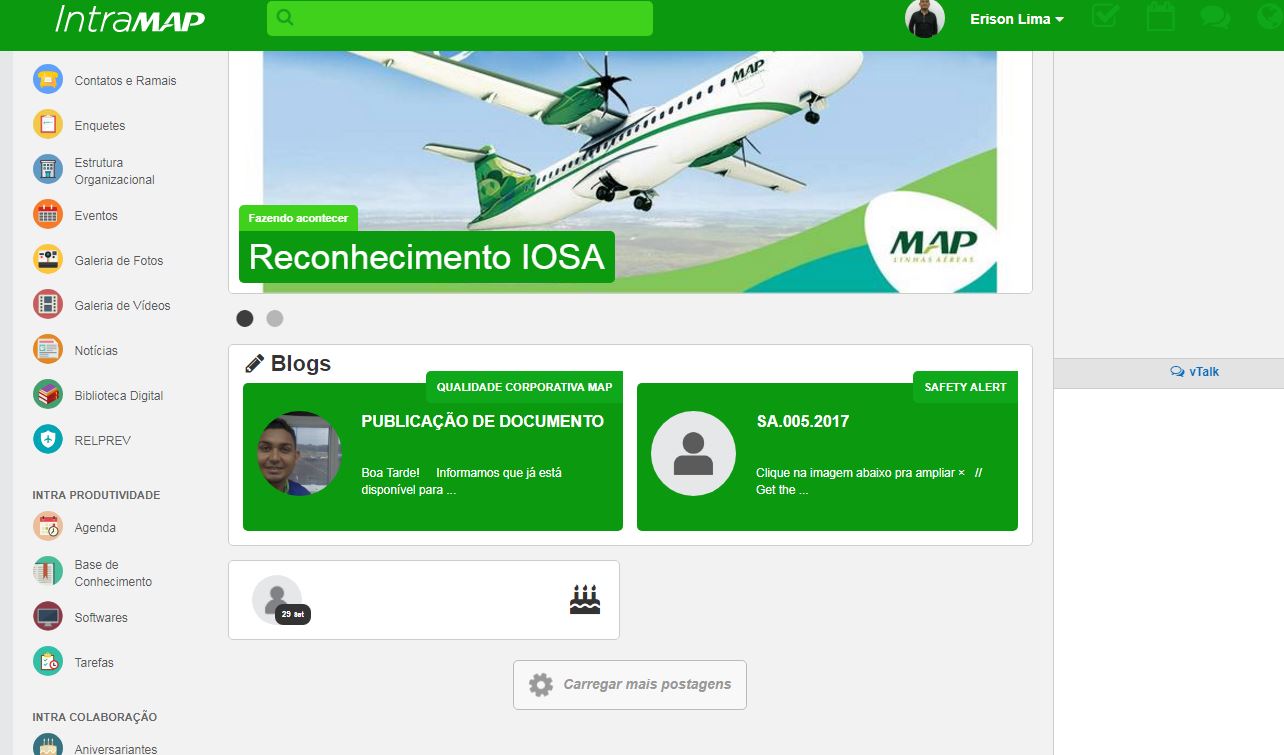 IntraMAP
Erison Lima
Contatos e Ramais
Enquetes
Estrutura
Organizacional
Eventos
Galeria de Fotos
Galeria de Vídeos
Notícias
Biblioteca Digital
RELPREV
INTRA PRODUTIVIDADE
Agenda
Base de
Conhecimento
Softwares
Tarefas
INTRA COLABORAÇÃO
Aniversariantes
MAP
Fazendo acontecer
Reconhecimento IOSA
MAP
LINHAS AÉREAS
Blogs
QUALIDADE CORPORATIVA MAP
PUBLICAÇÃO DE DOCUMENTO
Boa Tarde! Informamos que já está
disponível para ...
SAFETY ALERT
SA.005.2017
Clique na imagem abaixo pra ampliar × //
Get the ...
29 set
Carregar mais postagens
vTalk